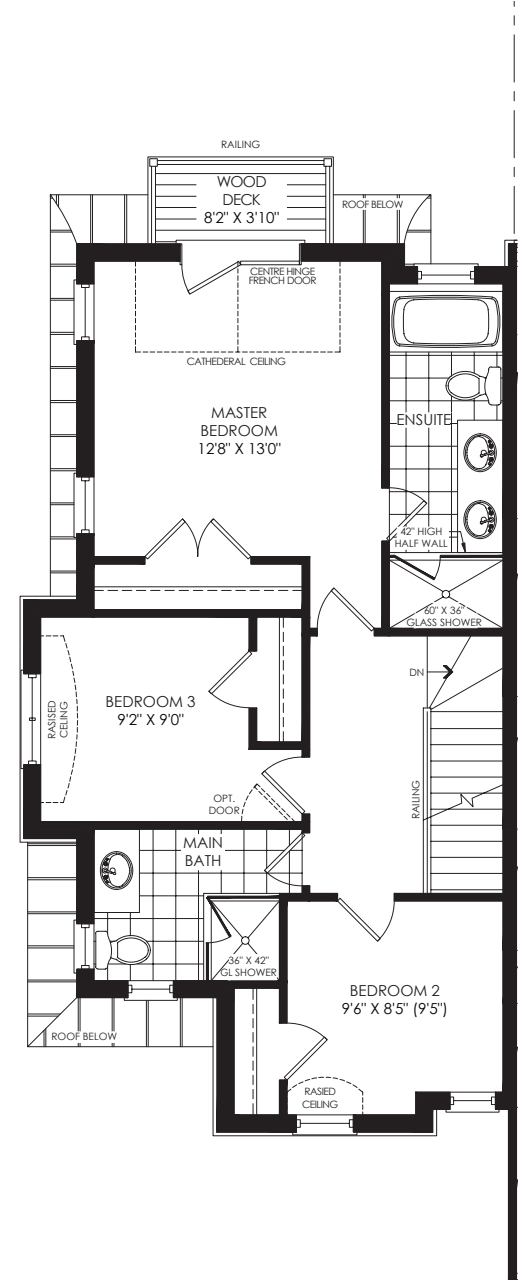 RAILING
WOOD
DECK
8'2" X 3'10"
ROOF BELOW
CENTRE HINGE
FRENCH DOOR
CATHEDERAL CEILING
MASTER
BEDROOM
12'8" X 13'0"
ENSUITE
42" HIGH
HALF WALL
60" X 36"
GLASS SHOWER
DN
BEDROOM 3
9'2" X 9'0"
RASISED
CELING
OPT.
DOOR
RAILING
MAIN
BATH
36" X 42"
GL SHOWER
BEDROOM 2
9'6" X 8'5" (9'5")
ROOF BELOW
RASIED
CEILING